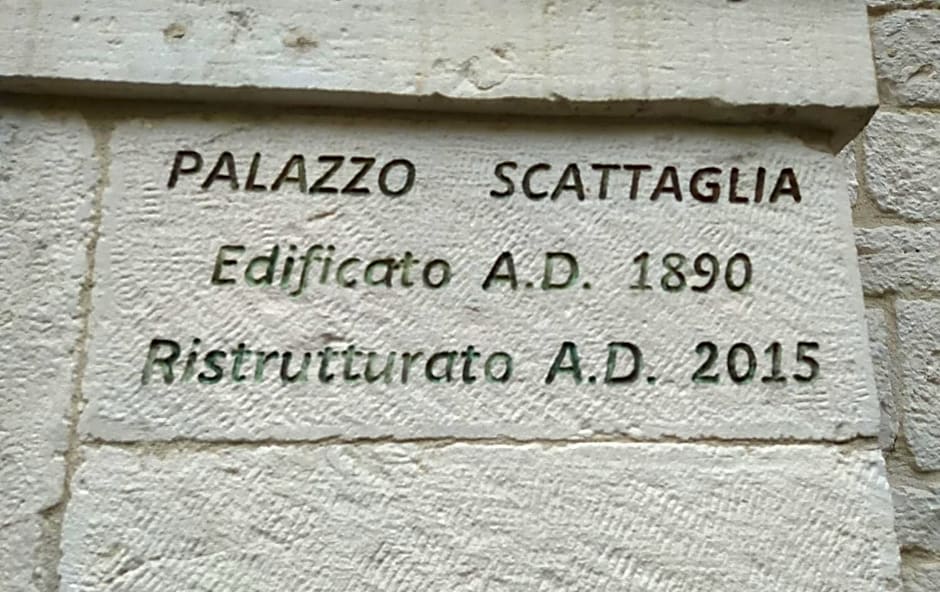 PALAZZO SCATTAGLIA
Edificato A.D. 1890
Ristrutturato A.D. 2015